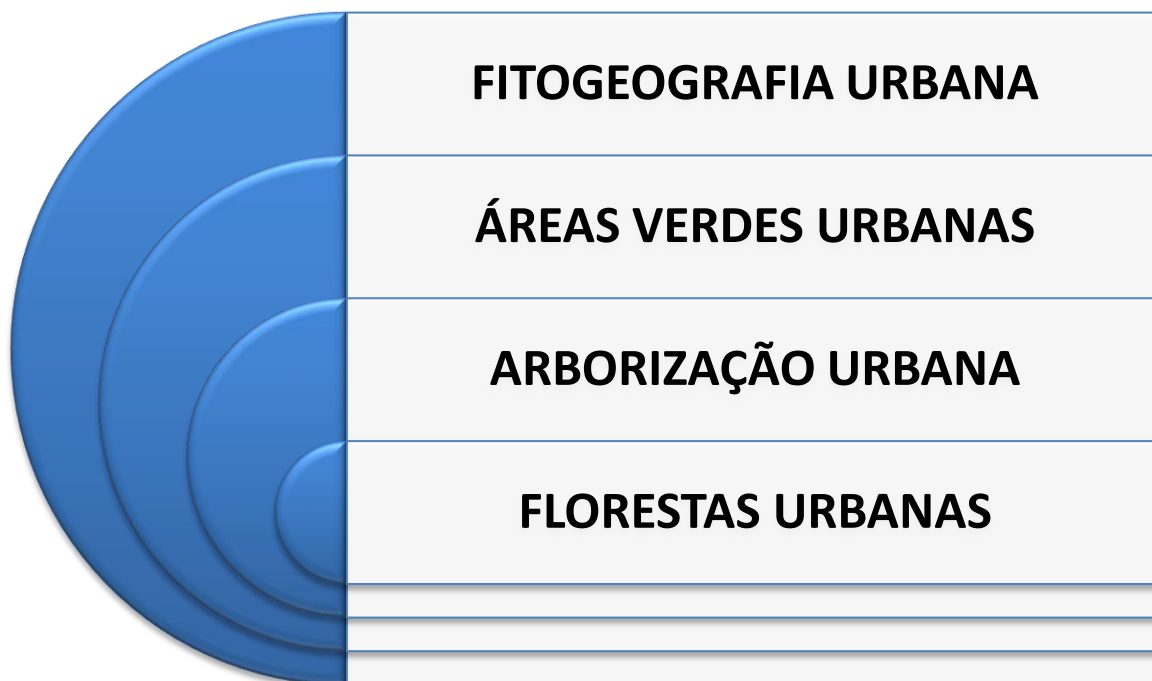 FITOGEOGRAFIA URBANA
ÁREAS VERDES URBANAS
ARBORIZAÇÃO URBANA
FLORESTAS URBANAS